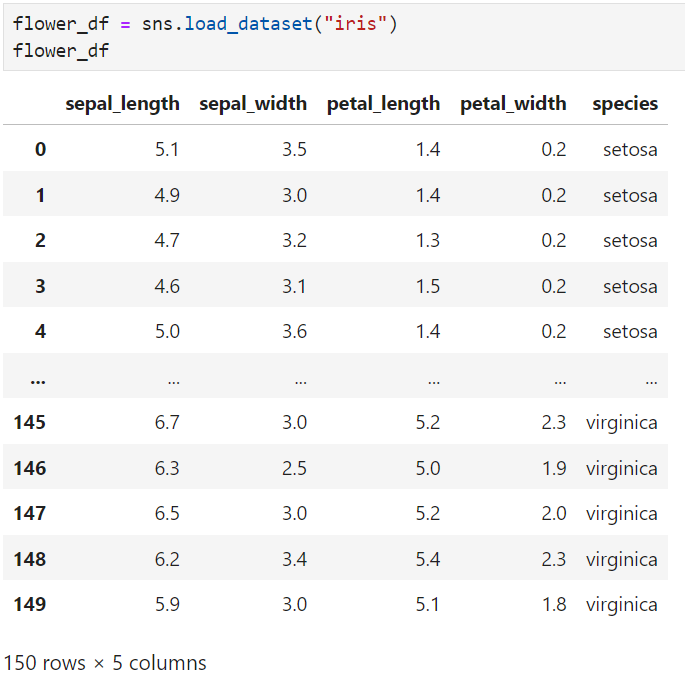 flower_df = sns.load_dataset("iris")
flower_df
sepal_length sepal_width petal_length petal_width species
0 5.1 3.5 1.4 0.2 setosa
1 4.9 3.0 1.4 0.2 setosa
2 4.7 3.2 1.3 0.2 setosa
3 4.6 3.1 1.5 0.2 setosa
4 5.0 3.6 1.4 0.2 setosa
... ... ... ... ... ...
145 6.7 3.0 5.2 2.3 virginica
146 6.3 2.5 5.0 1.9 virginica
147 6.5 3.0 5.2 2.0 virginica
148 6.2 3.4 5.4 2.3 virginica
149 5.9 3.0 5.1 1.8 virginica
150 rows × 5 columns